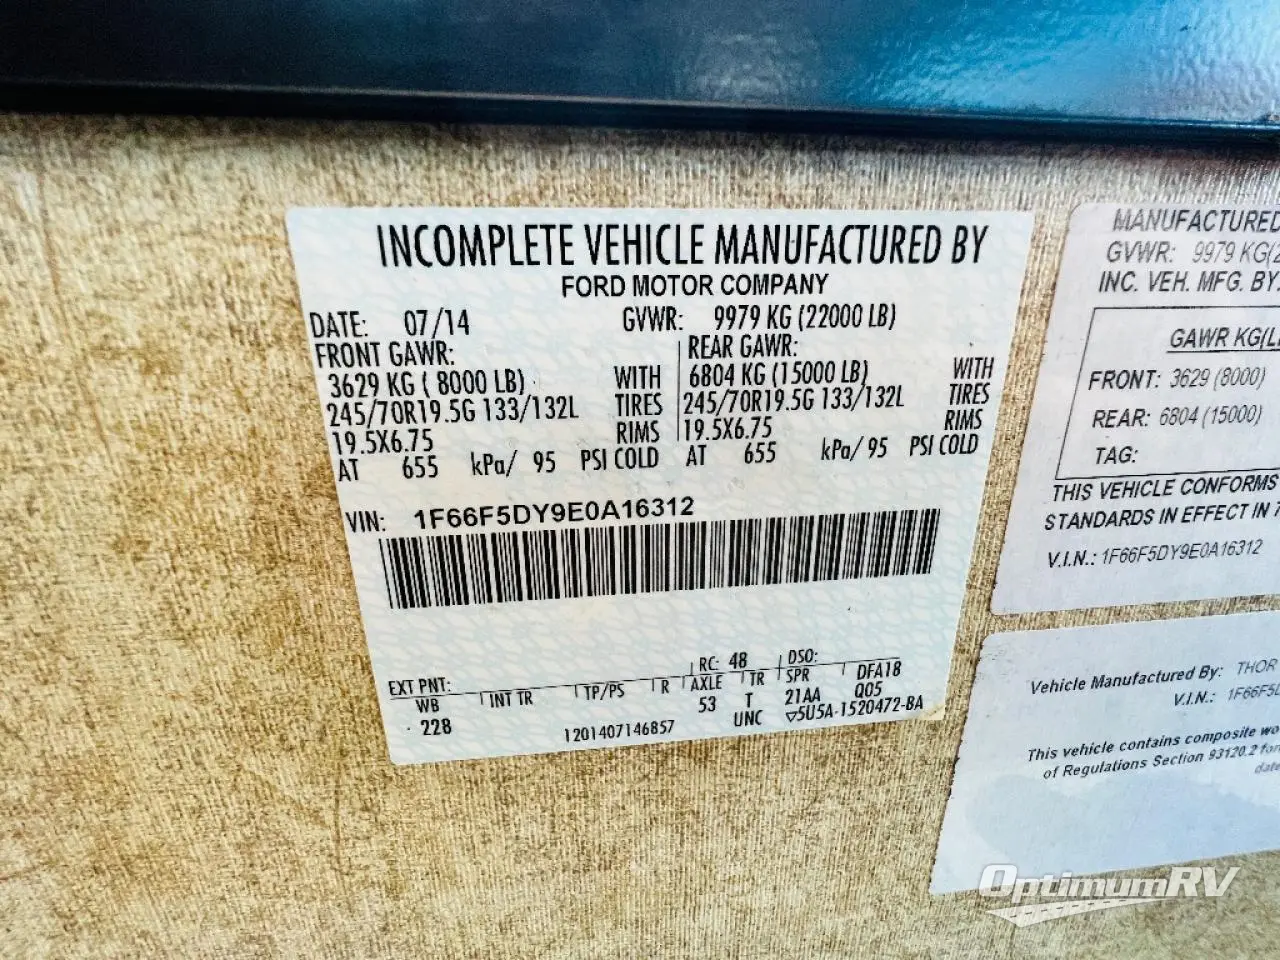 INCOMPLETE VEHICLE MANUFACTURED BY
FORD MOTOR COMPANY
DATE: 07/14 GVWR: 9979 KG (22000 LB)
FRONT GAWR: REAR GAWR:
3629 KG ( 8000 LB) WITH 6804 KG (15000 LB) WITH
245/70R19.5G 133/132L TIRES 245/70R19.5G 133/132L TIRES
19.5X6.75 RIMS 19.5X6.75 RIMS
AT 655 kPa/ 95 PSI COLD AT 655 kPa/ 95 PSI COLD
VIN: 1F66F5DY9E0A16312
RC: 48 DSO:
EXT PNT: INT TR TP/PS R AXLE TR SPR DFA18
WB 53 T 21AA Q05
228 1201407146857 UNC ▽5U5A-1520472-BA
MANUFACTURED
GVWR: 9979 KG
INC. VEH. MFG. BY:
GAWR KG
FRONT: 3629 (8000)
REAR: 6804 (15000)
TAG:
THIS VEHICLE CONFORMS
STANDARDS IN EFFECT IN
V.I.N.: 1F66F5DY9E0A16312
Vehicle Manufactured By: THOR
V.I.N.: 1F66F5
This vehicle contains composite wo
of Regulations Section 93120.2 for
date
OptimumRV